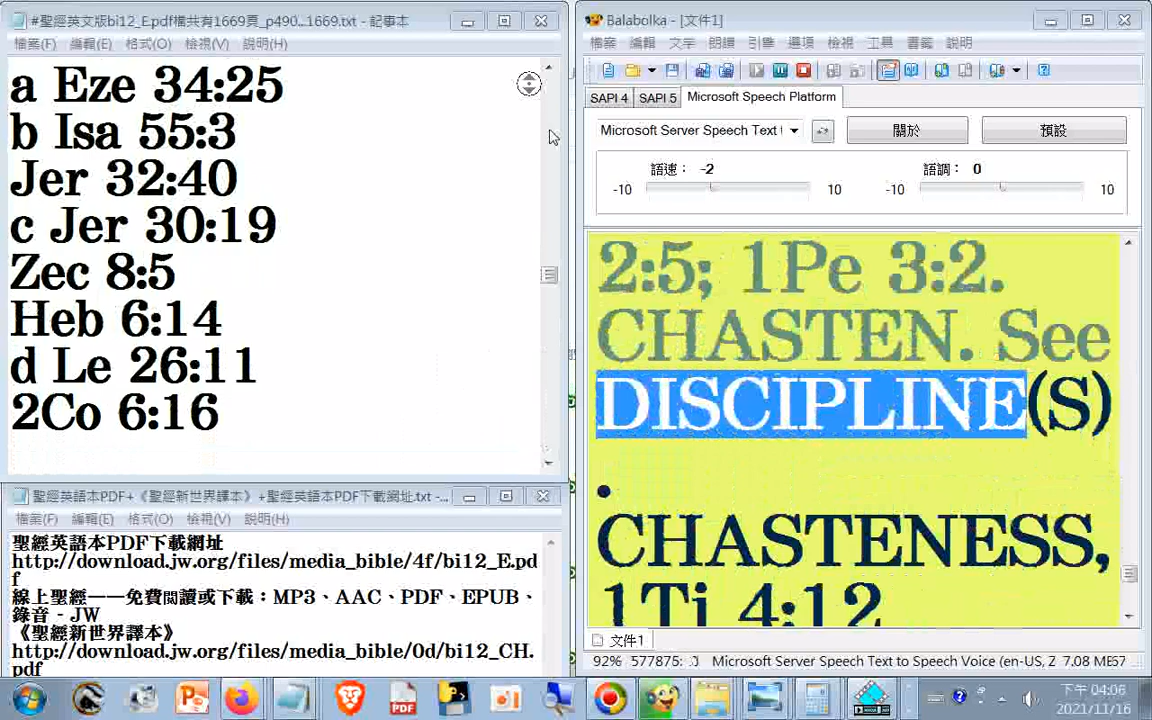 #聖經英文版bi12_E.pdf檔共有1669頁_p490...1669.txt - 記事本
檔案(F) 編輯(E) 格式(O) 檢視(V) 說明(H)
a Eze 34:25
b Isa 55:3
Jer 32:40
c Jer 30:19
Zec 8:5
Heb 6:14
d Le 26:11
2Co 6:16
聖經英語本PDF+《聖經新世界譯本》+聖經英語本PDF下載網址.txt -...
檔案(F) 編輯(E) 格式(O) 檢視(V) 說明(H)
聖經英語本PDF下載網址
http://download.jw.org/files/media_bible/4f/bi12_E.pd
f
線上聖經——免費閱讀或下載：MP3、AAC、PDF、EPUB、
錄音 - JW
《聖經新世界譯本》
http://download.jw.org/files/media_bible/0d/bi12_CH.
pdf
Balabolka - [文件1]
檔案 編輯 文字 朗讀 引擎 選項 檢視 工具 書籤 說明
SAPI 4 SAPI 5 Microsoft Speech Platform
Microsoft Server Speech Text 關於 預設
語速： -2 語調： 0
-10 10 -10 10
2:5; 1Pe 3:2.
CHASTEN. See
DISCIPLINE(S)
.
CHASTENESS,
1Ti 4:12
文件1
92% 577875: Microsoft Server Speech Text to Speech Voice (en-US, Z 7.08 ME57
PDF
下午 04:06
2021/11/16